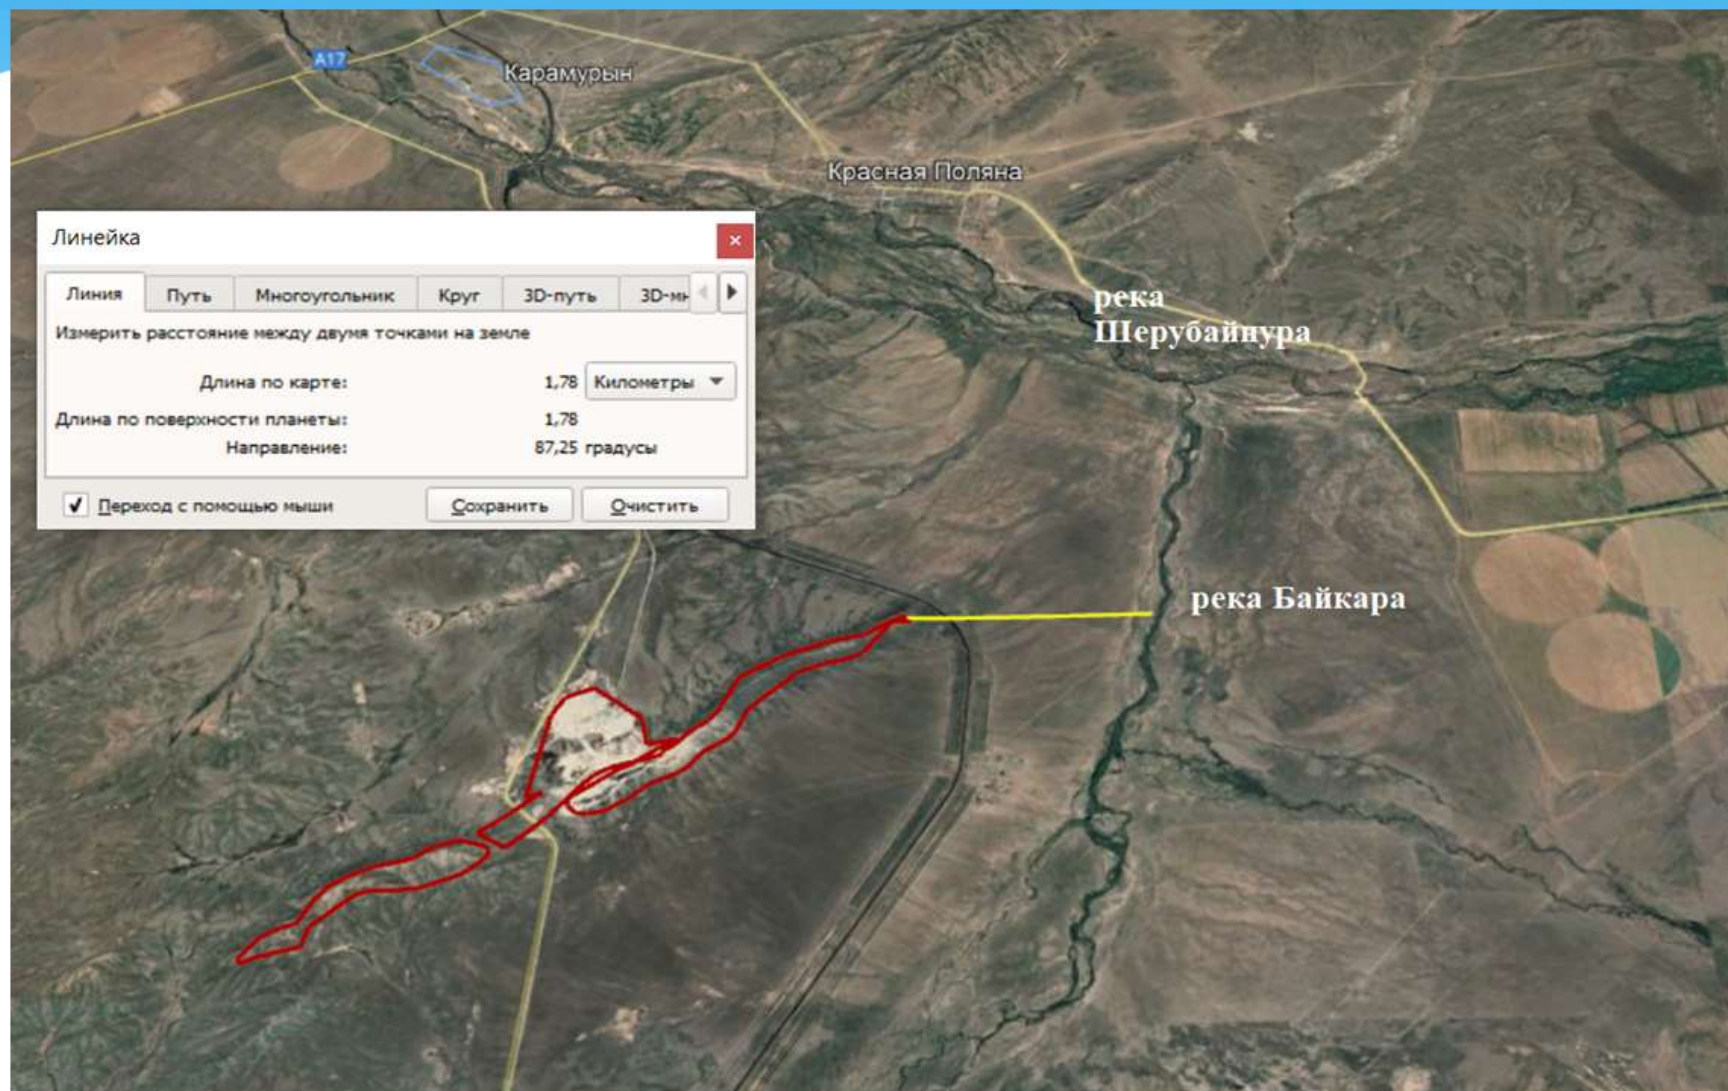 A17
Карамурын
Красная Поляна
Линейка
Линия Путь Многоугольник Круг 3D-путь 3D-мн
Измерить расстояние между двумя точками на земле
Длина по карте: 1,78 Километры
Длина по поверхности планеты: 1,78
Направление: 87,25 градусы
Переход с помощью мыши Сохранить Очистить
река
Шерубайнура
река Байкара